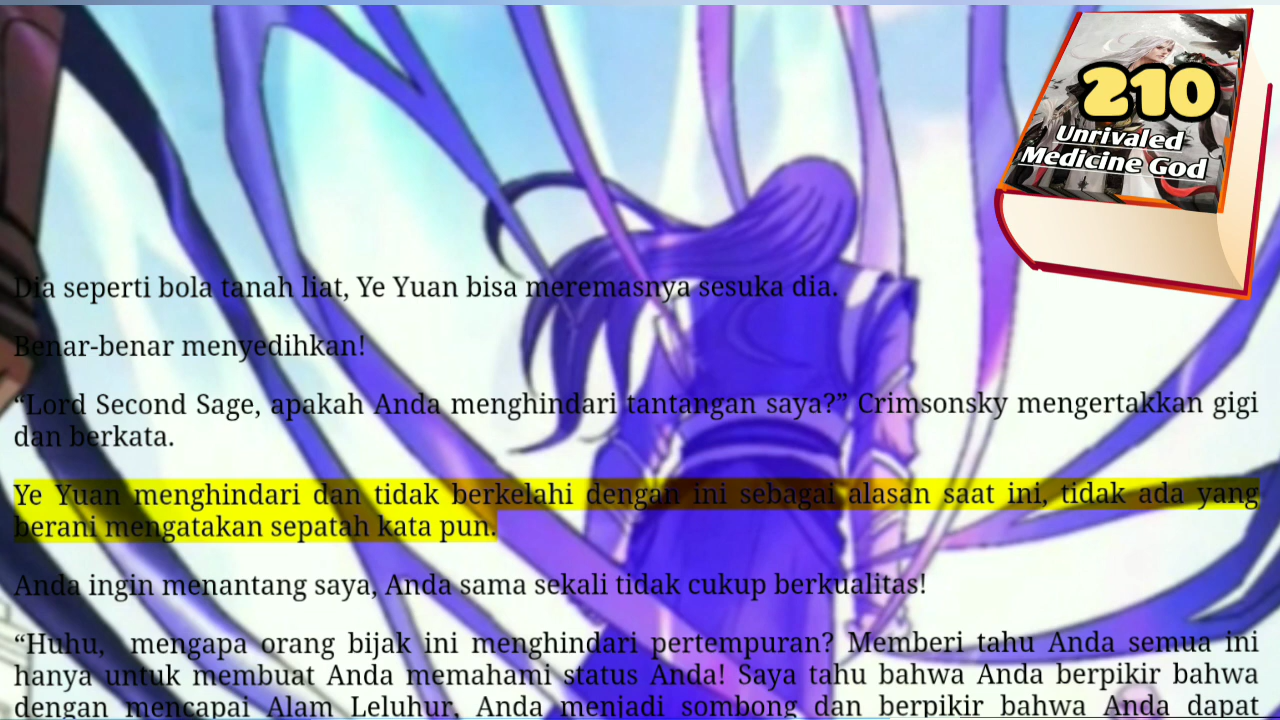 210
Unrivaled
Medicine God
Dia seperti bola tanah liat, Ye Yuan bisa meremasnya sesuka dia.
Benar-benar menyedihkan!
“Lord Second Sage, apakah Anda menghindari tantangan saya?” Crimsonsky mengertakkan gigi
dan berkata.
Ye Yuan menghindari dan tidak berkelahi dengan ini sebagai alasan saat ini, tidak ada yang
berani mengatakan sepatah kata pun.
Anda ingin menantang saya, Anda sama sekali tidak cukup berkualitas!
“Huhu, mengapa orang bijak ini menghindari pertempuran? Memberi tahu Anda semua ini
hanya untuk membuat Anda memahami status Anda! Saya tahu bahwa Anda berpikir bahwa
dengan mencapai Alam Leluhur, Anda menjadi sombong dan berpikir bahwa Anda dapat